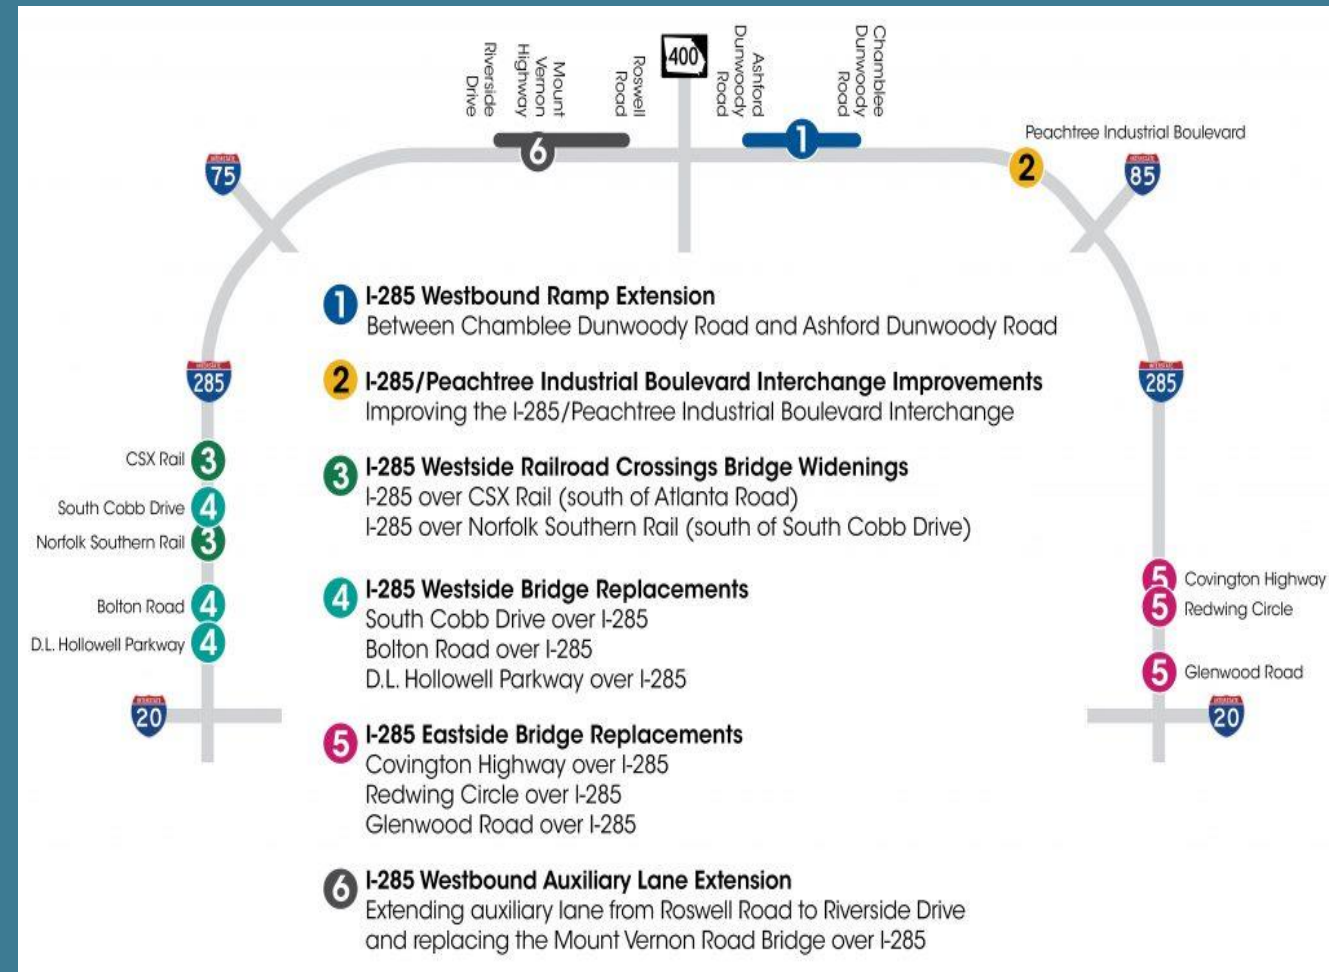 Riverside
Drive
Mount
Vernon
Highway
Roswell
Road
400
Ashford
Dunwoody
Road
Chamblee
Dunwoody
Road
6
1
Peachtree Industrial Boulevard
2
75
85
1 I-285 Westbound Ramp Extension
Between Chamblee Dunwoody Road and Ashford Dunwoody Road
2 I-285/Peachtree Industrial Boulevard Interchange Improvements
Improving the I-285/Peachtree Industrial Boulevard Interchange
3 I-285 Westside Railroad Crossings Bridge Widenings
I-285 over CSX Rail (south of Atlanta Road)
I-285 over Norfolk Southern Rail (south of South Cobb Drive)
4 I-285 Westside Bridge Replacements
South Cobb Drive over I-285
Bolton Road over I-285
D.L. Hollowell Parkway over I-285
5 I-285 Eastside Bridge Replacements
Covington Highway over I-285
Redwing Circle over I-285
Glenwood Road over I-285
6 I-285 Westbound Auxiliary Lane Extension
Extending auxiliary lane from Roswell Road to Riverside Drive
and replacing the Mount Vernon Road Bridge over I-285
285
CSX Rail 3
South Cobb Drive 4
Norfolk Southern Rail 3
Bolton Road 4
D.L. Hollowell Parkway 4
20
285
5 Covington Highway
5 Redwing Circle
5 Glenwood Road
20